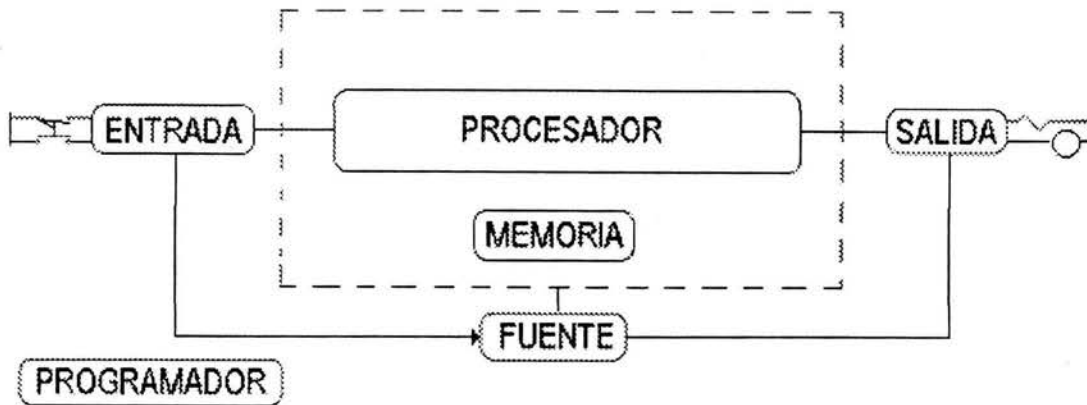 PROCESADOR
ENTRADA
SALIDA
MEMORIA
FUENTE
PROGRAMADOR